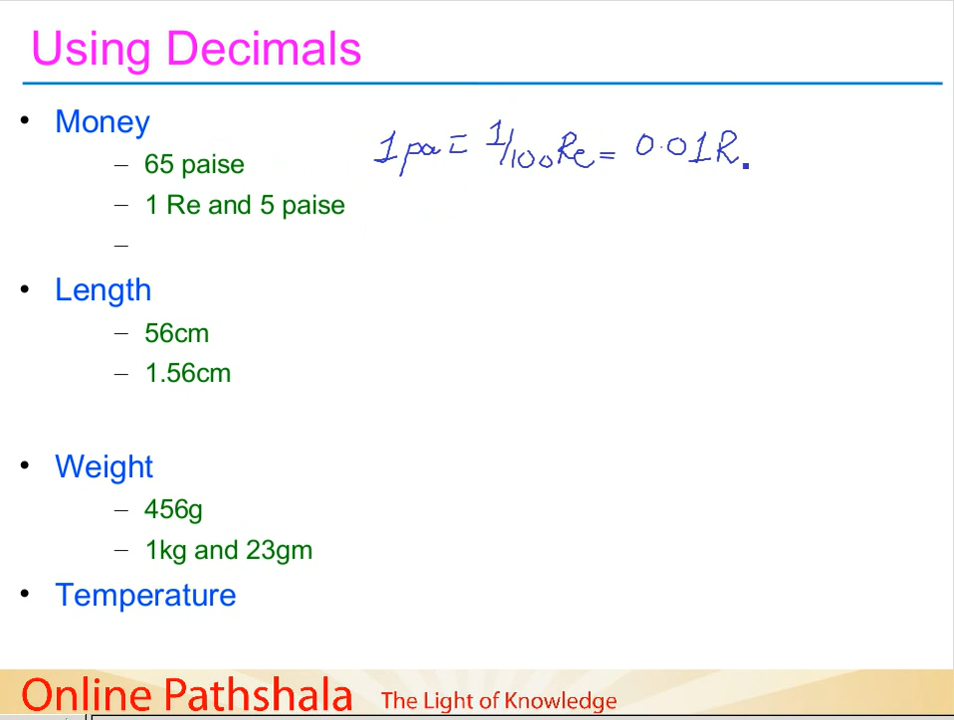 Using Decimals
• Money
1 pa = 1/100 Re = 0.01 R
– 65 paise
– 1 Re and 5 paise
–
• Length
– 56cm
– 1.56cm
• Weight
– 456g
– 1kg and 23gm
• Temperature
Online Pathshala The Light of Knowledge